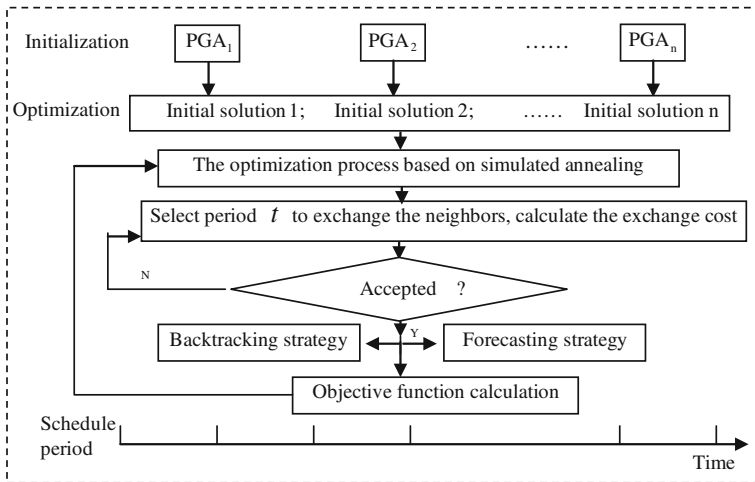 Initialization PGA1 PGA2 …… PGAn
Optimization Initial solution 1; Initial solution 2; …… Initial solution n
The optimization process based on simulated annealing
Select period t to exchange the neighbors, calculate the exchange cost
N
Accepted ?
Y
Backtracking strategy Forecasting strategy
Objective function calculation
Schedule
period
Time